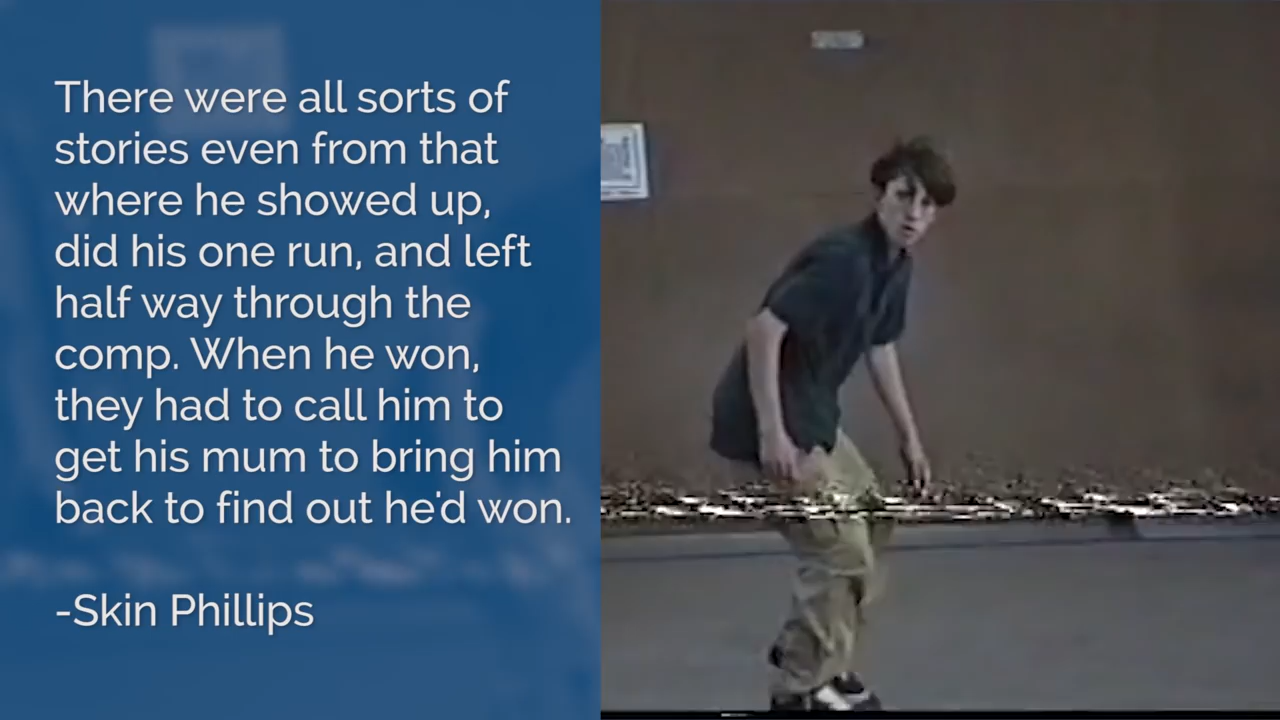 There were all sorts of
stories even from that
where he showed up,
did his one run, and left
half way through the
comp. When he won,
they had to call him to
get his mum to bring him
back to find out he'd won.
-Skin Phillips